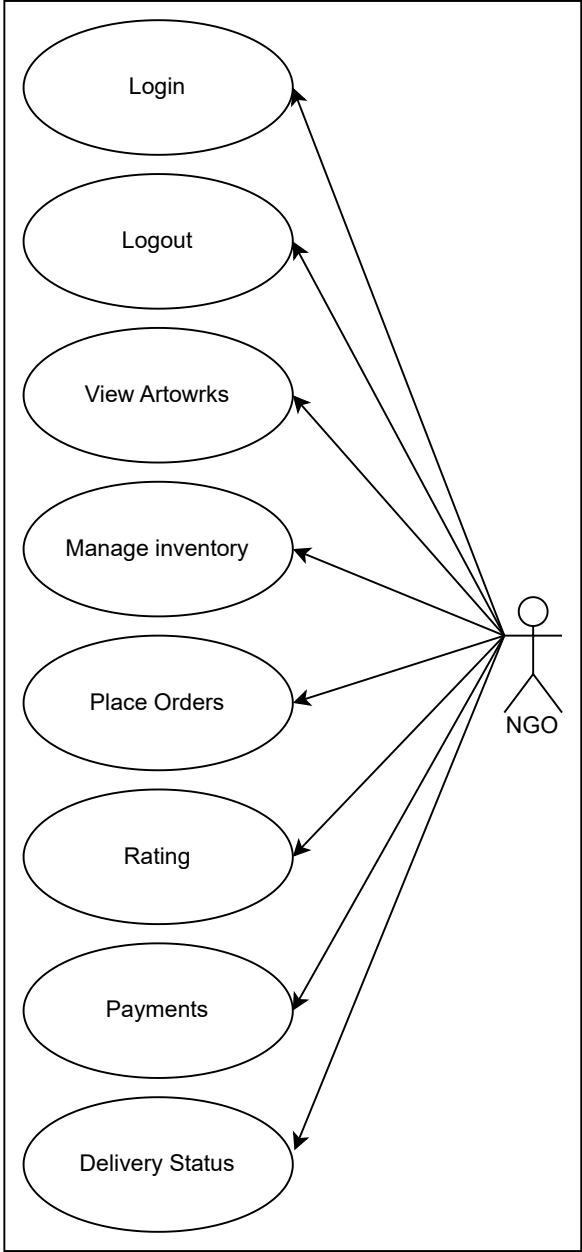 Login
Logout
View Artowrks
Manage inventory
Place Orders
NGO
Rating
Payments
Delivery Status